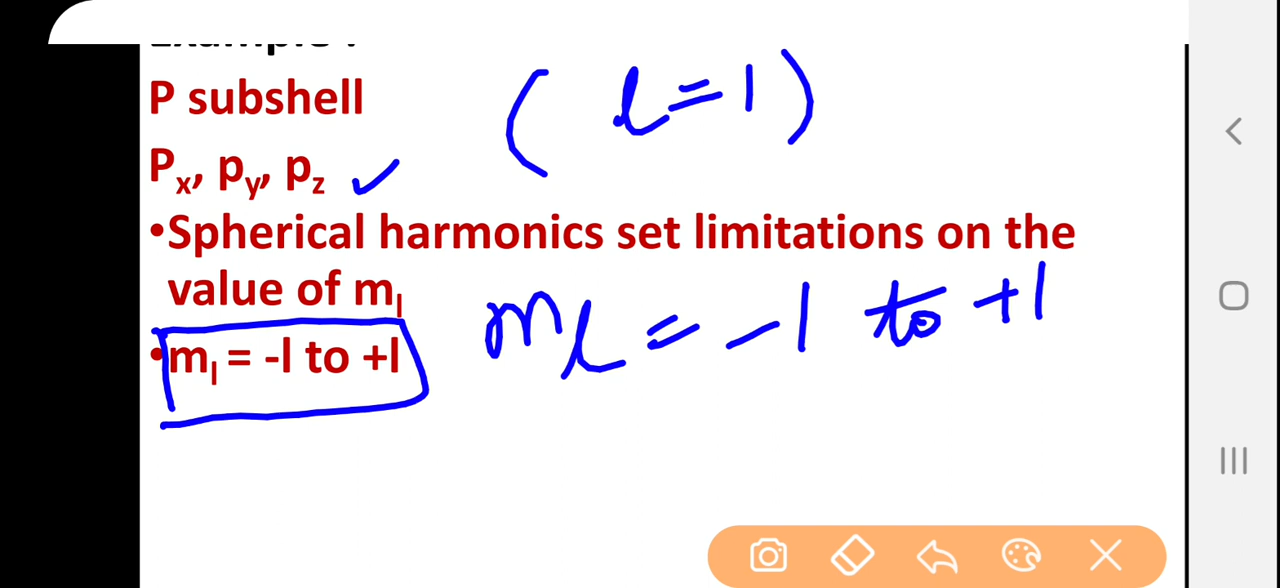 Example :
P subshell ( l = 1 )
Px, py, pz ✓
•Spherical harmonics set limitations on the
value of ml
•ml = -l to +l
ml = -1 to +1